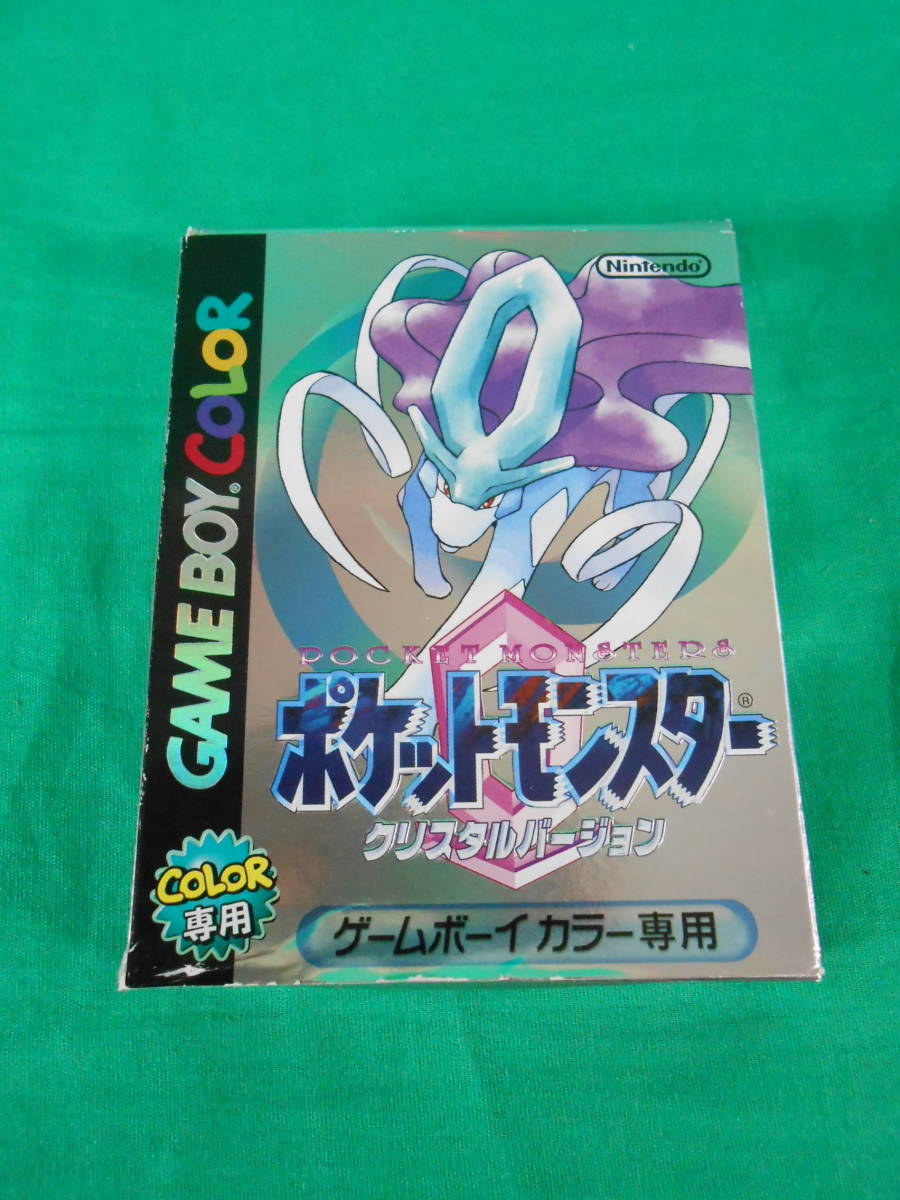 Nintendo®
GAME BOY® COLOR
POCKET MONSTERS
ポケットモンスター®
クリスタルバージョン
COLOR
専用
ゲームボーイカラー専用